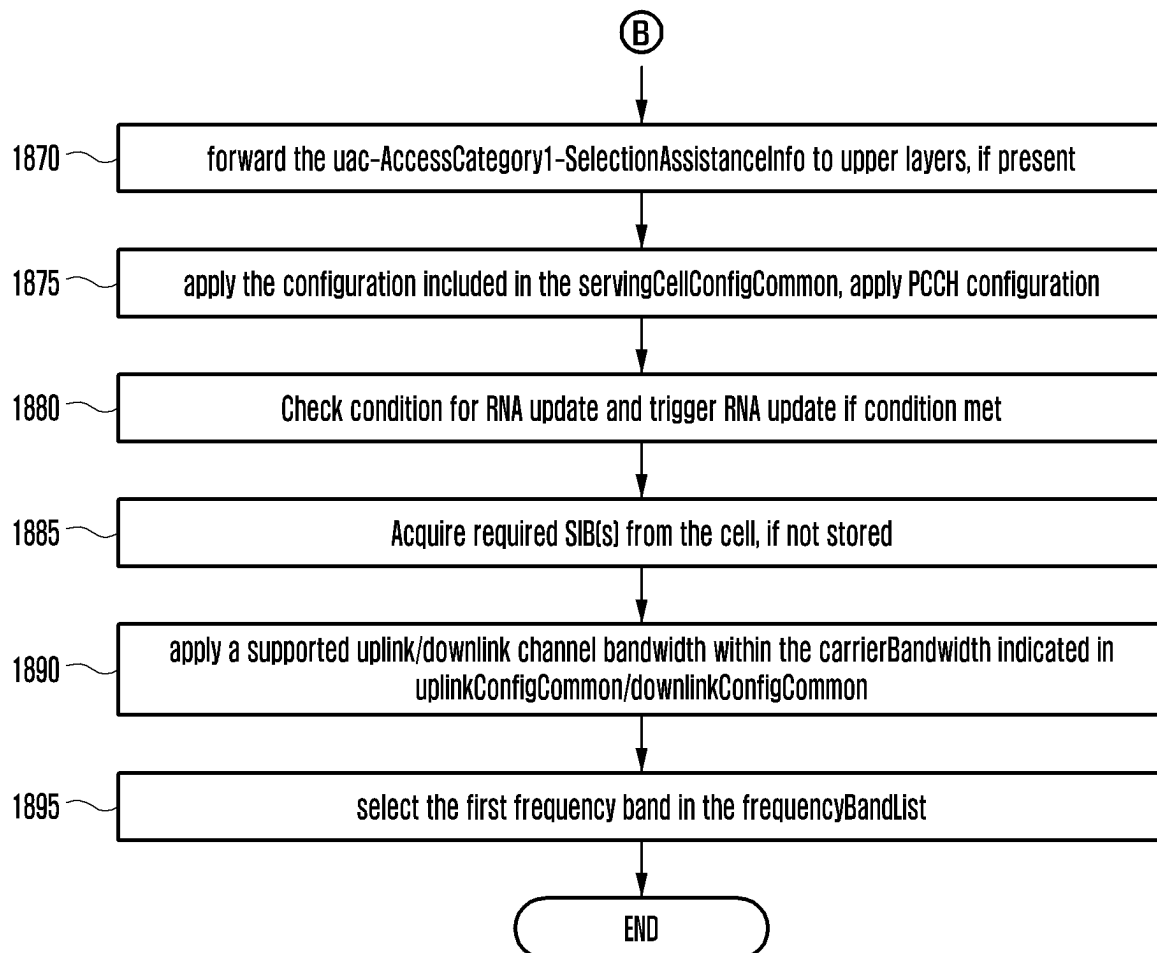 B
1870 forward the uac-AccessCategory1-SelectionAssistanceInfo to upper layers, if present
1875 apply the configuration included in the servingCellConfigCommon, apply PCCH configuration
1880 Check condition for RNA update and trigger RNA update if condition met
1885 Acquire required SIB(s) from the cell, if not stored
1890 apply a supported uplink/downlink channel bandwidth within the carrierBandwidth indicated in
uplinkConfigCommon/downlinkConfigCommon
1895 select the first frequency band in the frequencyBandList
END